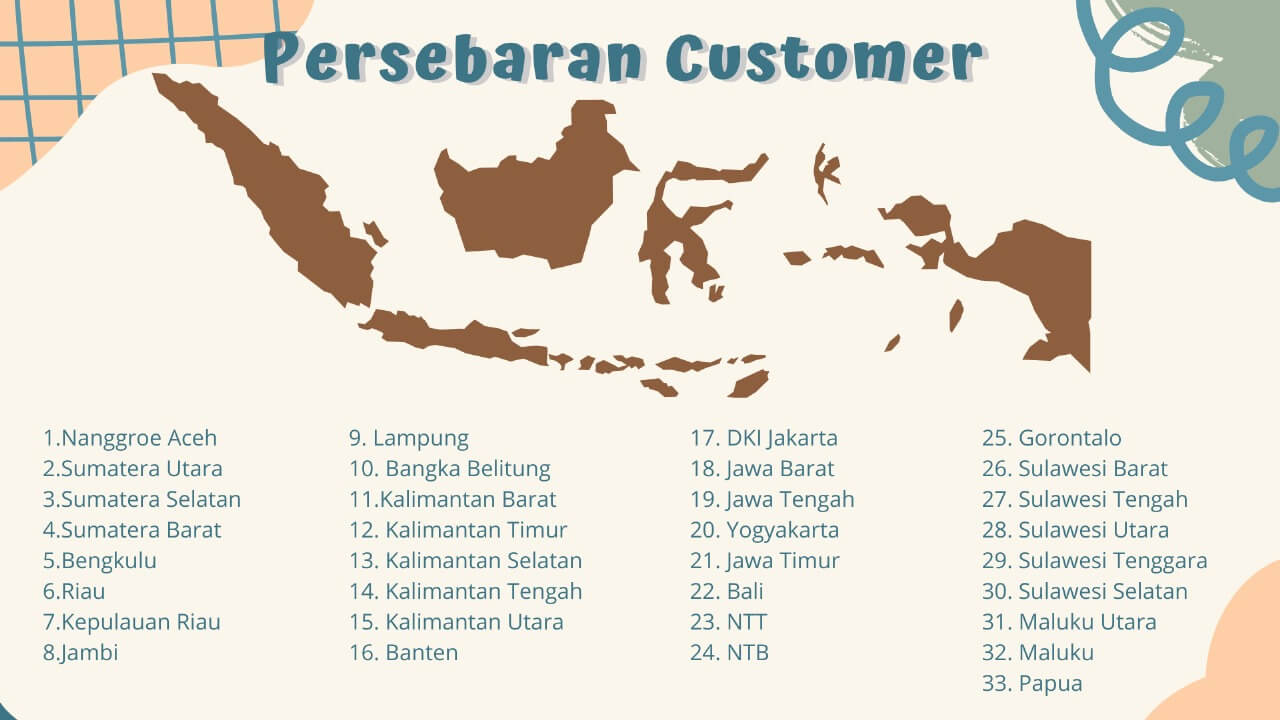 Persebaran Customer
1.Nanggroe Aceh
2.Sumatera Utara
3.Sumatera Selatan
4.Sumatera Barat
5.Bengkulu
6.Riau
7.Kepulauan Riau
8.Jambi
9. Lampung
10. Bangka Belitung
11.Kalimantan Barat
12. Kalimantan Timur
13. Kalimantan Selatan
14. Kalimantan Tengah
15. Kalimantan Utara
16. Banten
17. DKI Jakarta
18. Jawa Barat
19. Jawa Tengah
20. Yogyakarta
21. Jawa Timur
22. Bali
23. NTT
24. NTB
25. Gorontalo
26. Sulawesi Barat
27. Sulawesi Tengah
28. Sulawesi Utara
29. Sulawesi Tenggara
30. Sulawesi Selatan
31. Maluku Utara
32. Maluku
33. Papua